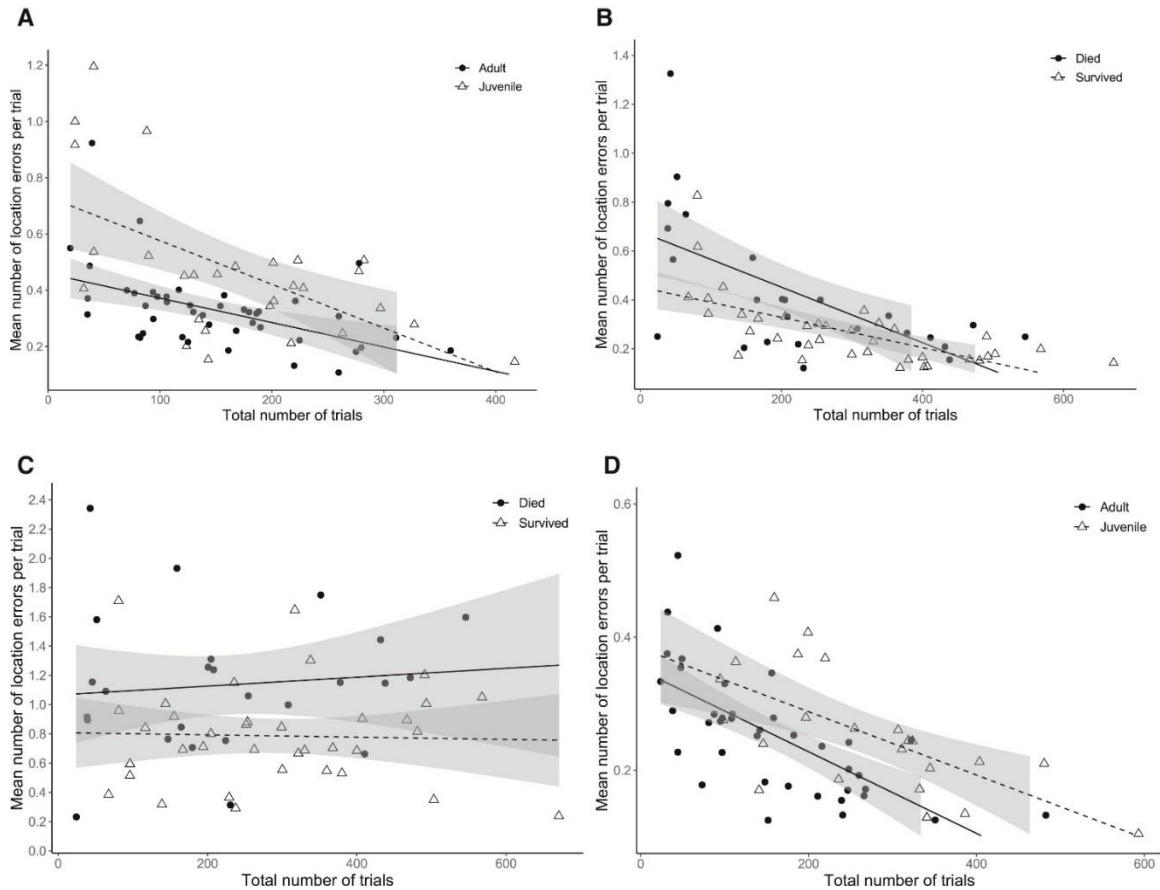 A
Mean number of location errors per trial
1.2
1.0
0.8
0.6
0.4
0.2
0
100
200
300
400
Total number of trials
Adult
Juvenile
B
Mean number of location errors per trial
1.4
1.2
1.0
0.8
0.6
0.4
0.2
0
200
400
600
Total number of trials
Died
Survived
C
Mean number of location errors per trial
2.4
2.2
2.0
1.8
1.6
1.4
1.2
1.0
0.8
0.6
0.4
0.2
0.0
0
200
400
600
Total number of trials
Died
Survived
D
Mean number location errors per trial
0.6
0.4
0.2
0
200
400
600
Total number of trials
Adult
Juvenile